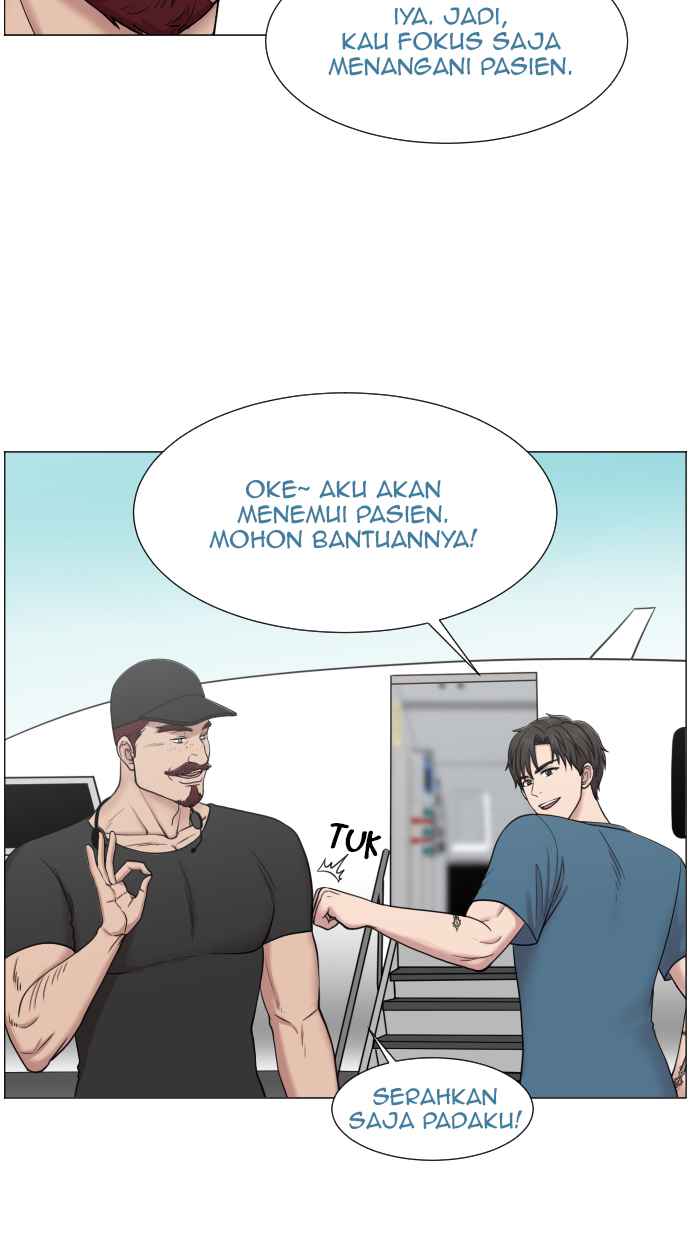 IYA. JADI,
KAU FOKUS SAJA
MENANGANI PASIEN.
OKE~ AKU AKAN
MENEMUI PASIEN.
MOHON BANTUANNYA!
TUK
SERAHKAN
SAJA PADAKU!